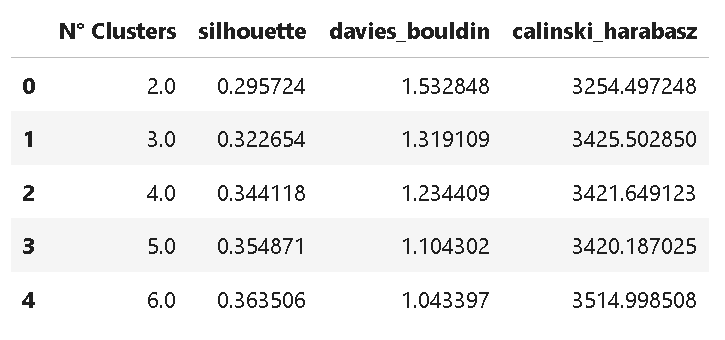 N° Clusters silhouette davies_bouldin calinski_harabasz
0 2.0 0.295724 1.532848 3254.497248
1 3.0 0.322654 1.319109 3425.502850
2 4.0 0.344118 1.234409 3421.649123
3 5.0 0.354871 1.104302 3420.187025
4 6.0 0.363506 1.043397 3514.998508